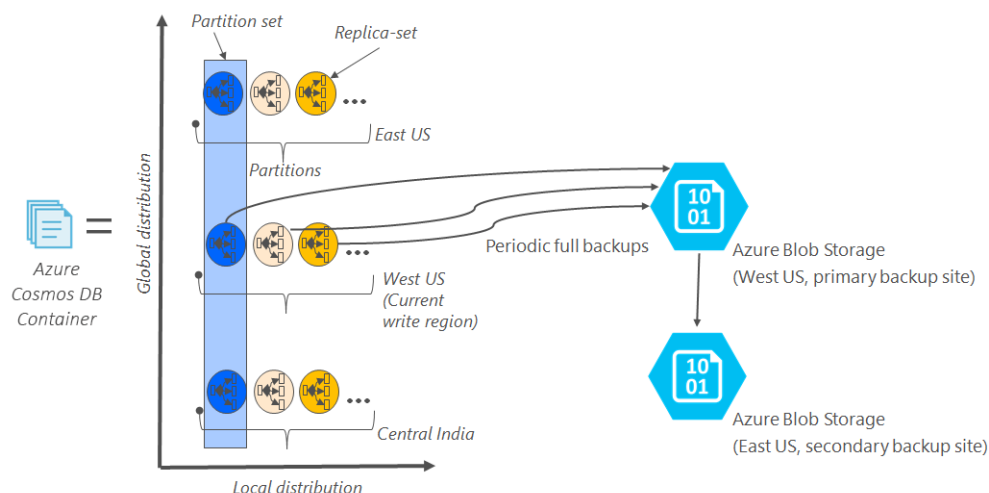 Partition set
Replica-set
East US
Partitions
Global distribution
Azure
Cosmos DB
Container
=
West US
(Current
write region)
Periodic full backups
10
01
Azure Blob Storage
(West US, primary backup site)
10
01
Azure Blob Storage
(East US, secondary backup site)
Central India
Local distribution